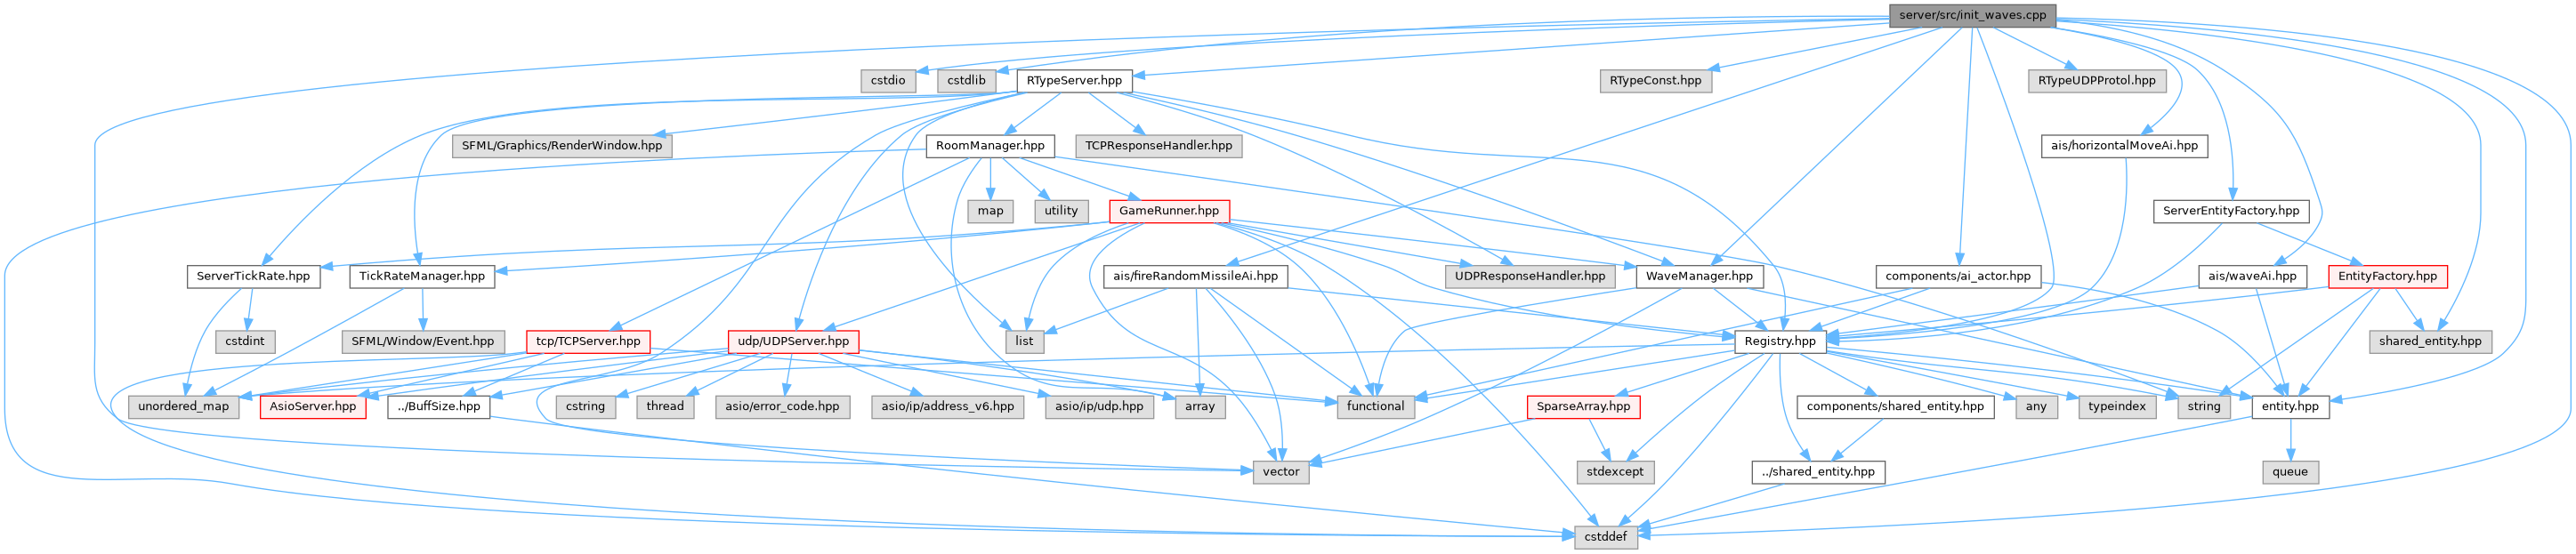 server/src/init_waves.cpp
cstdio
cstdlib
RTypeServer.hpp
RTypeConst.hpp
RTypeUDPProtol.hpp
SFML/Graphics/RenderWindow.hpp
RoomManager.hpp
TCPResponseHandler.hpp
ais/horizontalMoveAi.hpp
map
utility
GameRunner.hpp
ServerEntityFactory.hpp
ServerTickRate.hpp
TickRateManager.hpp
ais/fireRandomMissileAi.hpp
UDPResponseHandler.hpp
WaveManager.hpp
components/ai_actor.hpp
ais/waveAi.hpp
EntityFactory.hpp
cstdint
SFML/Window/Event.hpp
tcp/TCPServer.hpp
udp/UDPServer.hpp
list
Registry.hpp
shared_entity.hpp
unordered_map
AsioServer.hpp
../BuffSize.hpp
cstring
thread
asio/error_code.hpp
asio/ip/address_v6.hpp
asio/ip/udp.hpp
array
functional
SparseArray.hpp
components/shared_entity.hpp
any
typeindex
string
entity.hpp
vector
stdexcept
../shared_entity.hpp
queue
cstddef